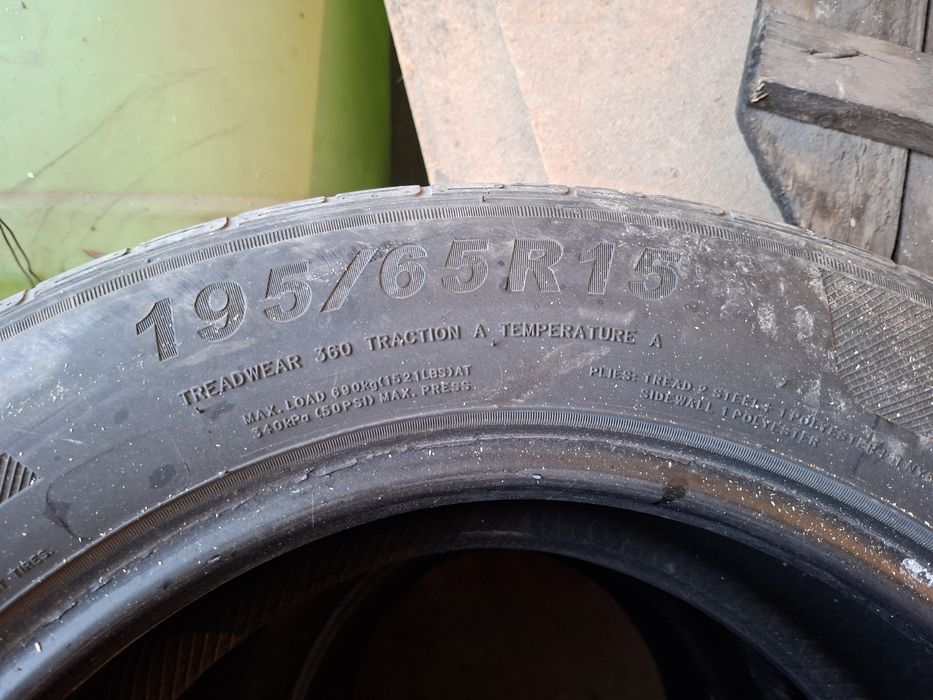 195/65R15
TREADWEAR 360 TRACTION A TEMPERATURE A
MAX. LOAD 690kg(1521LBS)AT
340kPa (50PSI) MAX. PRESS.
PLIES: TREAD 2 STEEL+ 1 POLYESTER
SIDEWALL 1 POLYESTER
TIRES.